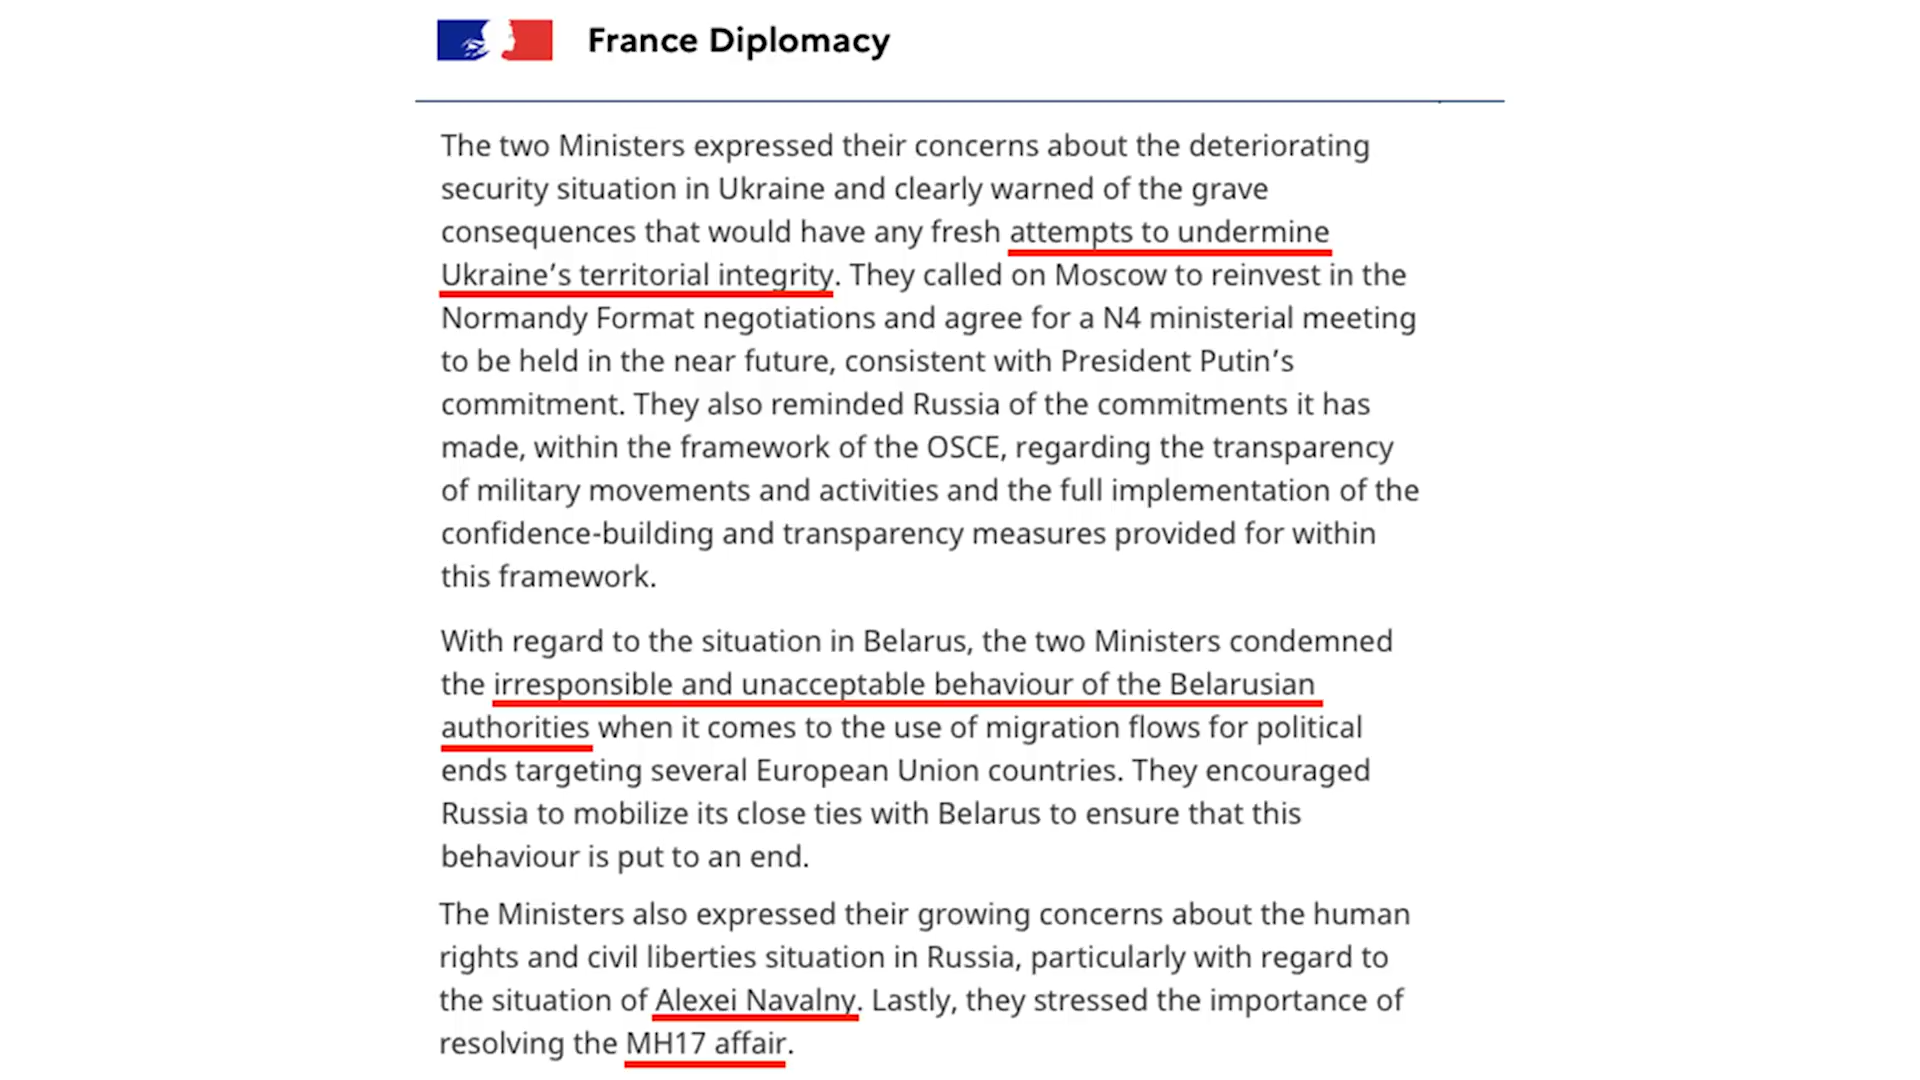 France Diplomacy
The two Ministers expressed their concerns about the deteriorating
security situation in Ukraine and clearly warned of the grave
consequences that would have any fresh attempts to undermine
Ukraine’s territorial integrity. They called on Moscow to reinvest in the
Normandy Format negotiations and agree for a N4 ministerial meeting
to be held in the near future, consistent with President Putin’s
commitment. They also reminded Russia of the commitments it has
made, within the framework of the OSCE, regarding the transparency
of military movements and activities and the full implementation of the
confidence-building and transparency measures provided for within
this framework.
With regard to the situation in Belarus, the two Ministers condemned
the irresponsible and unacceptable behaviour of the Belarusian
authorities when it comes to the use of migration flows for political
ends targeting several European Union countries. They encouraged
Russia to mobilize its close ties with Belarus to ensure that this
behaviour is put to an end.
The Ministers also expressed their growing concerns about the human
rights and civil liberties situation in Russia, particularly with regard to
the situation of Alexei Navalny. Lastly, they stressed the importance of
resolving the MH17 affair.